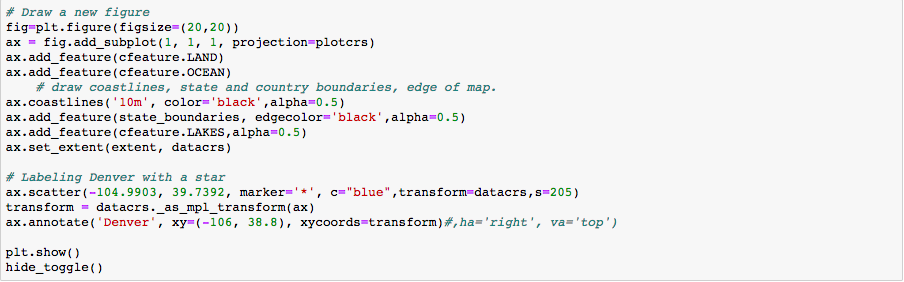 # Draw a new figure
fig=plt.figure(figsize=(20,20))
ax = fig.add_subplot(1, 1, 1, projection=plotcrs)
ax.add_feature(cfeature.LAND)
ax.add_feature(cfeature.OCEAN)
    # draw coastlines, state and country boundaries, edge of map.
ax.coastlines('10m', color='black',alpha=0.5)
ax.add_feature(state_boundaries, edgecolor='black',alpha=0.5)
ax.add_feature(cfeature.LAKES,alpha=0.5)
ax.set_extent(extent, datacrs)

# Labeling Denver with a star
ax.scatter(-104.9903, 39.7392, marker='*', c="blue",transform=datacrs,s=205)
transform = datacrs._as_mpl_transform(ax)
ax.annotate('Denver', xy=(-106, 38.8), xycoords=transform)#,ha='right', va='top')

plt.show()
hide_toggle()